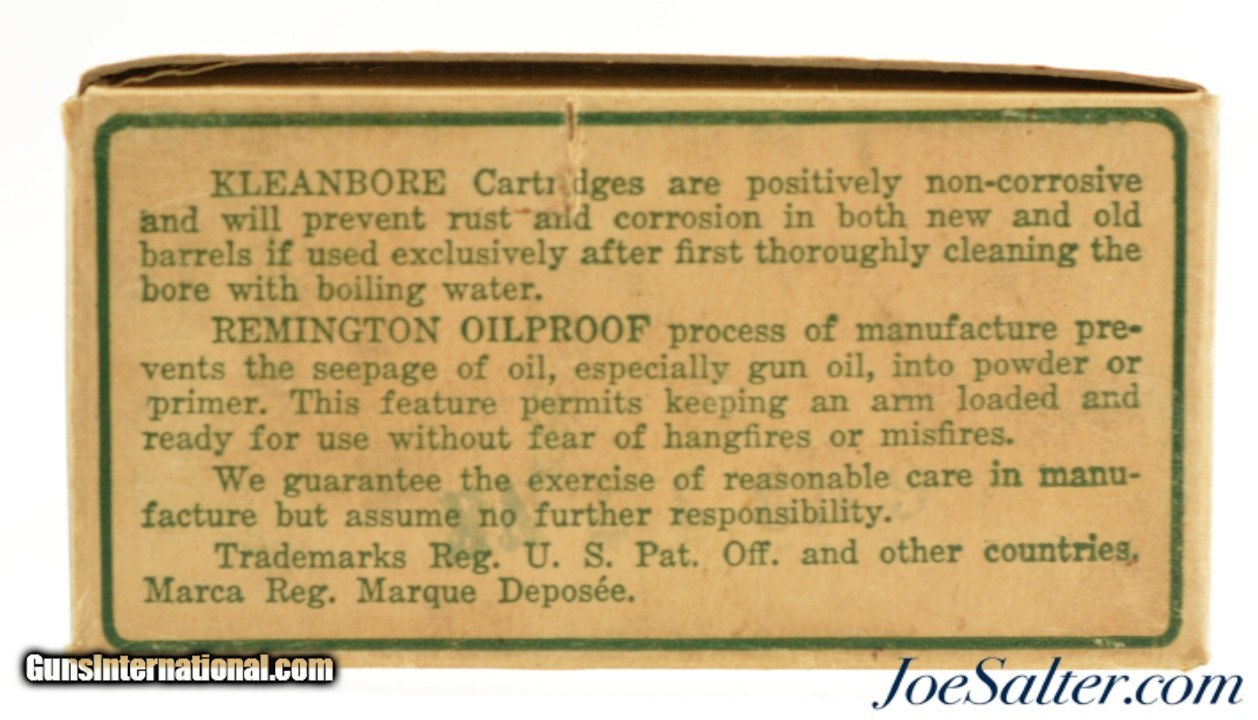 KLEANBORE Cartridges are positively non-corrosive
and will prevent rust and corrosion in both new and old
barrels if used exclusively after first thoroughly cleaning the
bore with boiling water.
REMINGTON OILPROOF process of manufacture pre-
vents the seepage of oil, especially gun oil, into powder or
primer. This feature permits keeping an arm loaded and
ready for use without fear of hangfires or misfires.
We guarantee the exercise of reasonable care in manu-
facture but assume no further responsibility.
Trademarks Reg. U. S. Pat. Off. and other countries.
Marca Reg. Marque Deposée.
GunsInternational.com
JoeSalter.com